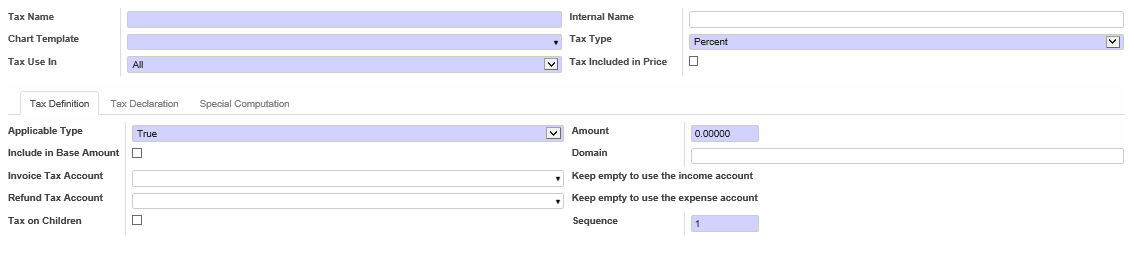 Tax Name Internal Name
Chart Template Tax Type Percent
Tax Use In All Tax Included in Price
Tax Definition Tax Declaration Special Computation
Applicable Type True Amount 0.00000
Include in Base Amount Domain
Invoice Tax Account Keep empty to use the income account
Refund Tax Account Keep empty to use the expense account
Tax on Children Sequence 1